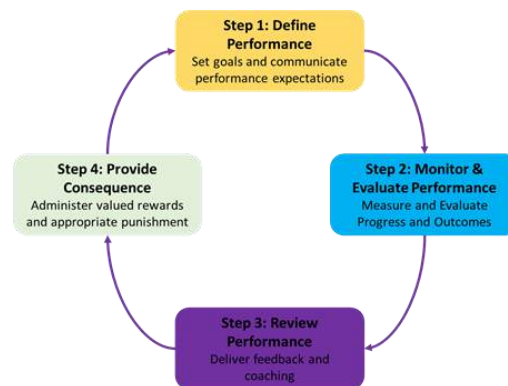 Step 1: Define
Performance
Set goals and communicate
performance expectations
Step 2: Monitor &
Evaluate Performance
Measure and Evaluate
Progress and Outcomes
Step 3: Review
Performance
Deliver feedback and
coaching
Step 4: Provide
Consequence
Administer valued rewards
and appropriate punishment